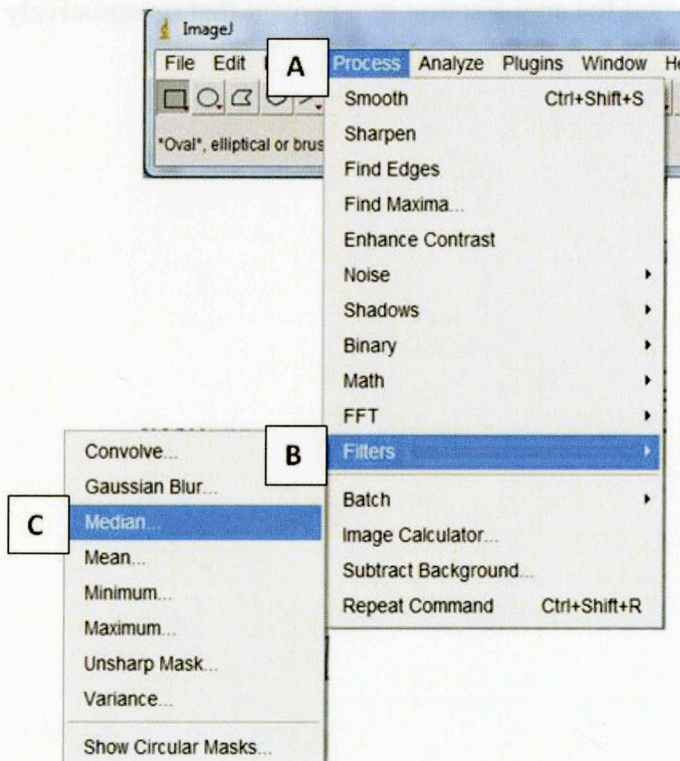 ImageJ
File Edit A Process Analyze Plugins Window He
*Oval*, elliptical or brus
Smooth Ctrl+Shift+S
Sharpen
Find Edges
Find Maxima...
Enhance Contrast
Noise
Shadows
Binary
Math
FFT
B Filters
Batch
Image Calculator...
Subtract Background...
Repeat Command Ctrl+Shift+R
Convolve...
Gaussian Blur...
C Median...
Mean...
Minimum...
Maximum...
Unsharp Mask...
Variance...
Show Circular Masks...